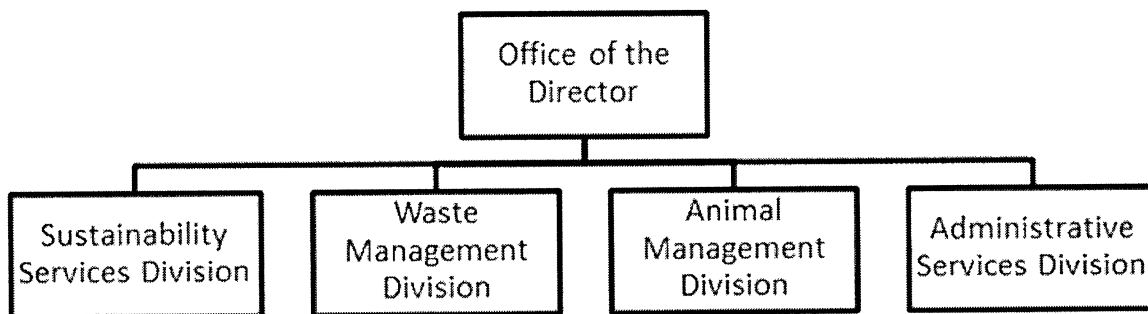 Office of the
Director
Sustainability
Services Division
Waste
Management
Division
Animal
Management
Division
Administrative
Services Division